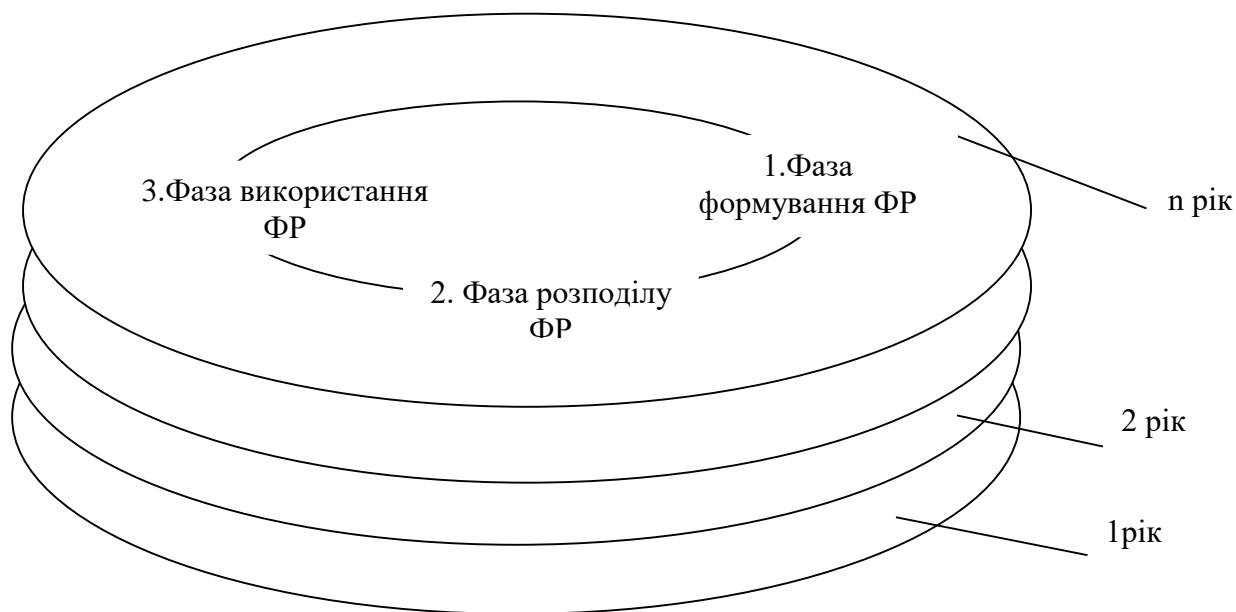 1.Фаза
формування ФР
3.Фаза використання
ФР
n рік
2. Фаза розподілу
ФР
2 рік
1рік